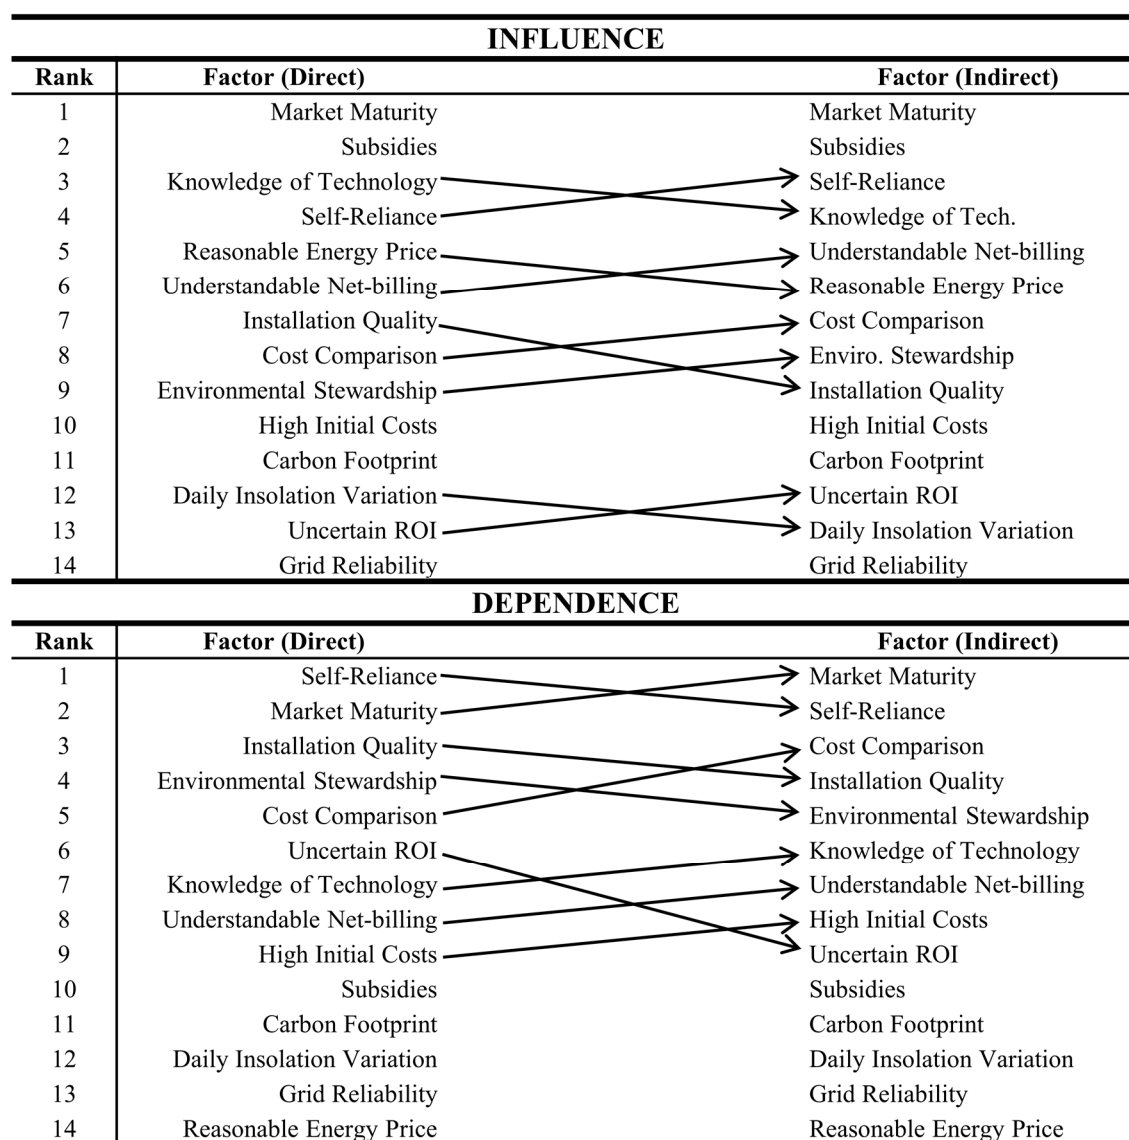 INFLUENCE
Rank Factor (Direct) Factor (Indirect)
1 Market Maturity Market Maturity
2 Subsidies Subsidies
3 Knowledge of Technology Self-Reliance
4 Self-Reliance Knowledge of Tech.
5 Reasonable Energy Price Understandable Net-billing
6 Understandable Net-billing Reasonable Energy Price
7 Installation Quality Cost Comparison
8 Cost Comparison Enviro. Stewardship
9 Environmental Stewardship Installation Quality
10 High Initial Costs High Initial Costs
11 Carbon Footprint Carbon Footprint
12 Daily Insolation Variation Uncertain ROI
13 Uncertain ROI Daily Insolation Variation
14 Grid Reliability Grid Reliability
DEPENDENCE
Rank Factor (Direct) Factor (Indirect)
1 Self-Reliance Market Maturity
2 Market Maturity Self-Reliance
3 Installation Quality Cost Comparison
4 Environmental Stewardship Installation Quality
5 Cost Comparison Environmental Stewardship
6 Uncertain ROI Knowledge of Technology
7 Knowledge of Technology Understandable Net-billing
8 Understandable Net-billing High Initial Costs
9 High Initial Costs Uncertain ROI
10 Subsidies Subsidies
11 Carbon Footprint Carbon Footprint
12 Daily Insolation Variation Daily Insolation Variation
13 Grid Reliability Grid Reliability
14 Reasonable Energy Price Reasonable Energy Price